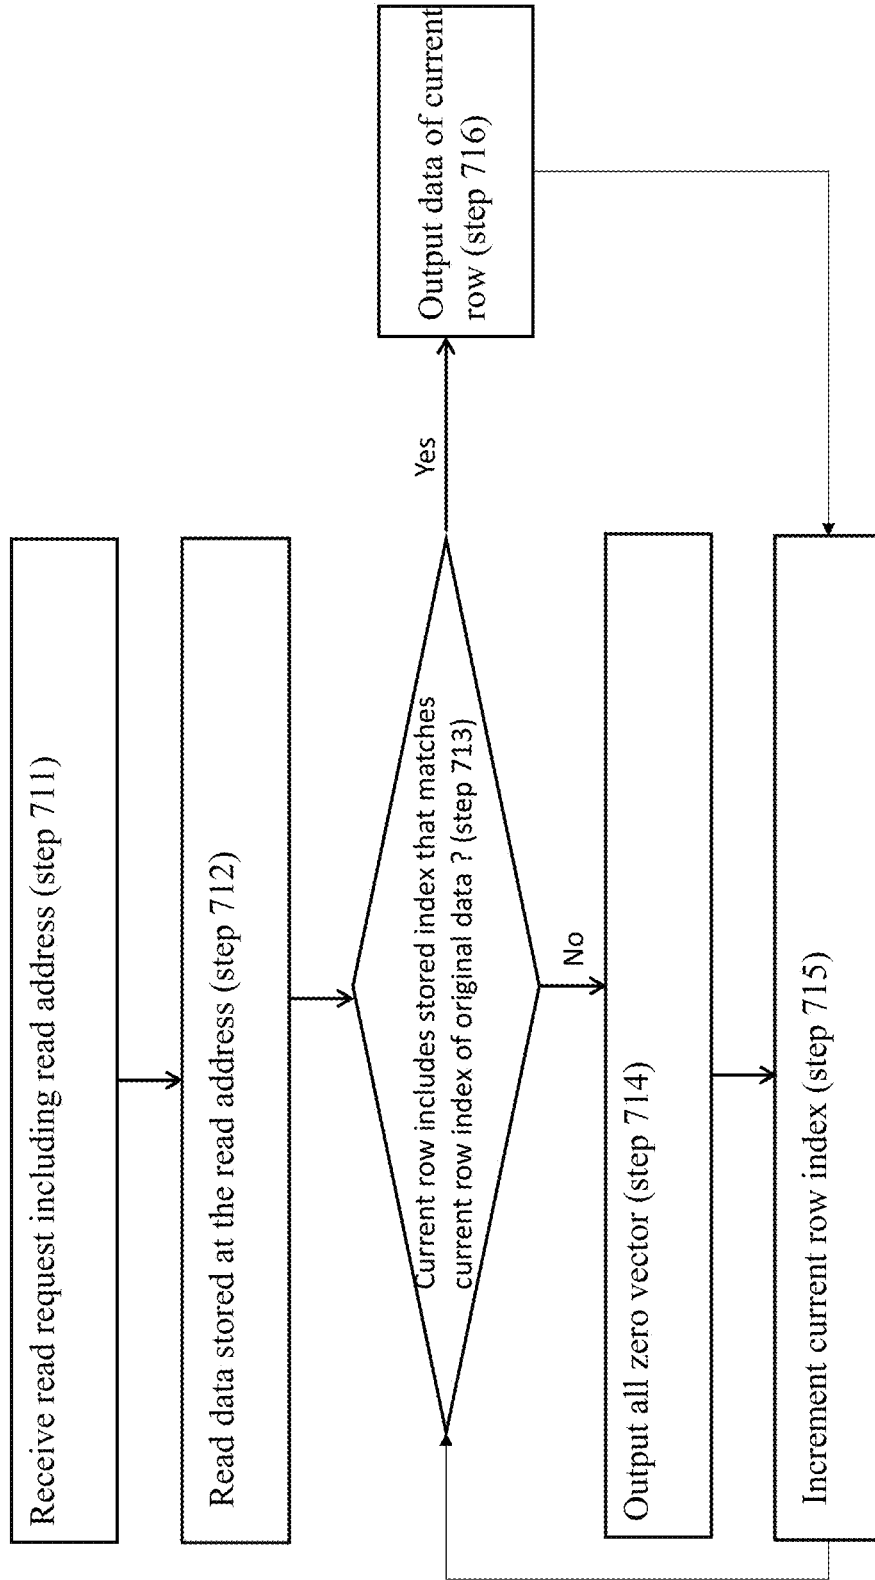 Receive read request including read address (step 711)
Read data stored at the read address (step 712)
Current row includes stored index that matches
current row index of original data ? (step 713)
Yes
Output data of current
row (step 716)
No
Output all zero vector (step 714)
Increment current row index (step 715)